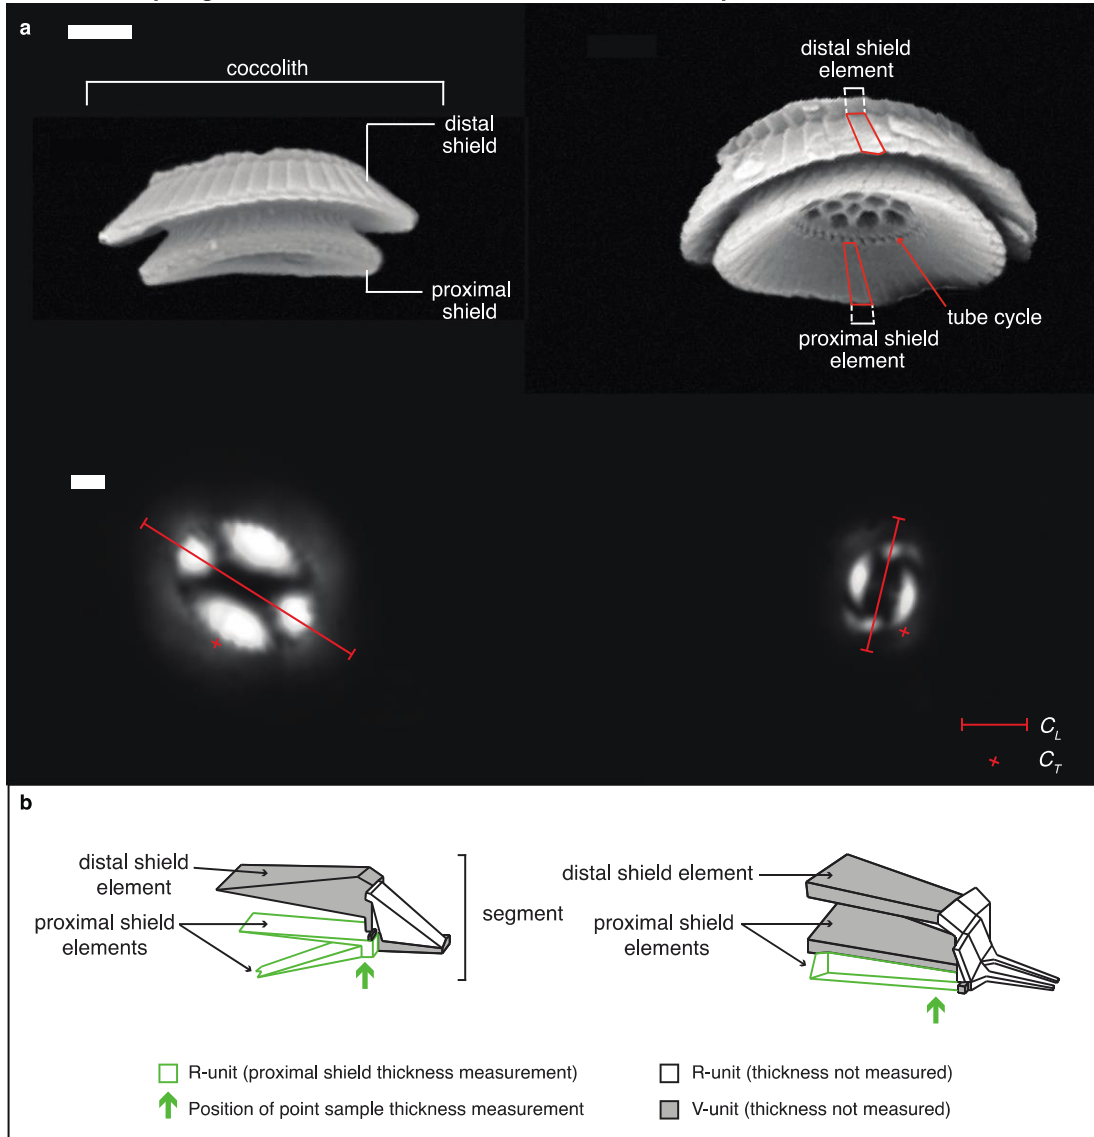 a
coccolith
distal
shield
proximal
shield
distal shield
element
tube cycle
proximal shield
element
C_L
C_T
b
distal shield
element
proximal shield
elements
segment
distal shield element
proximal shield
elements
R-unit (proximal shield thickness measurement)
Position of point sample thickness measurement
R-unit (thickness not measured)
V-unit (thickness not measured)